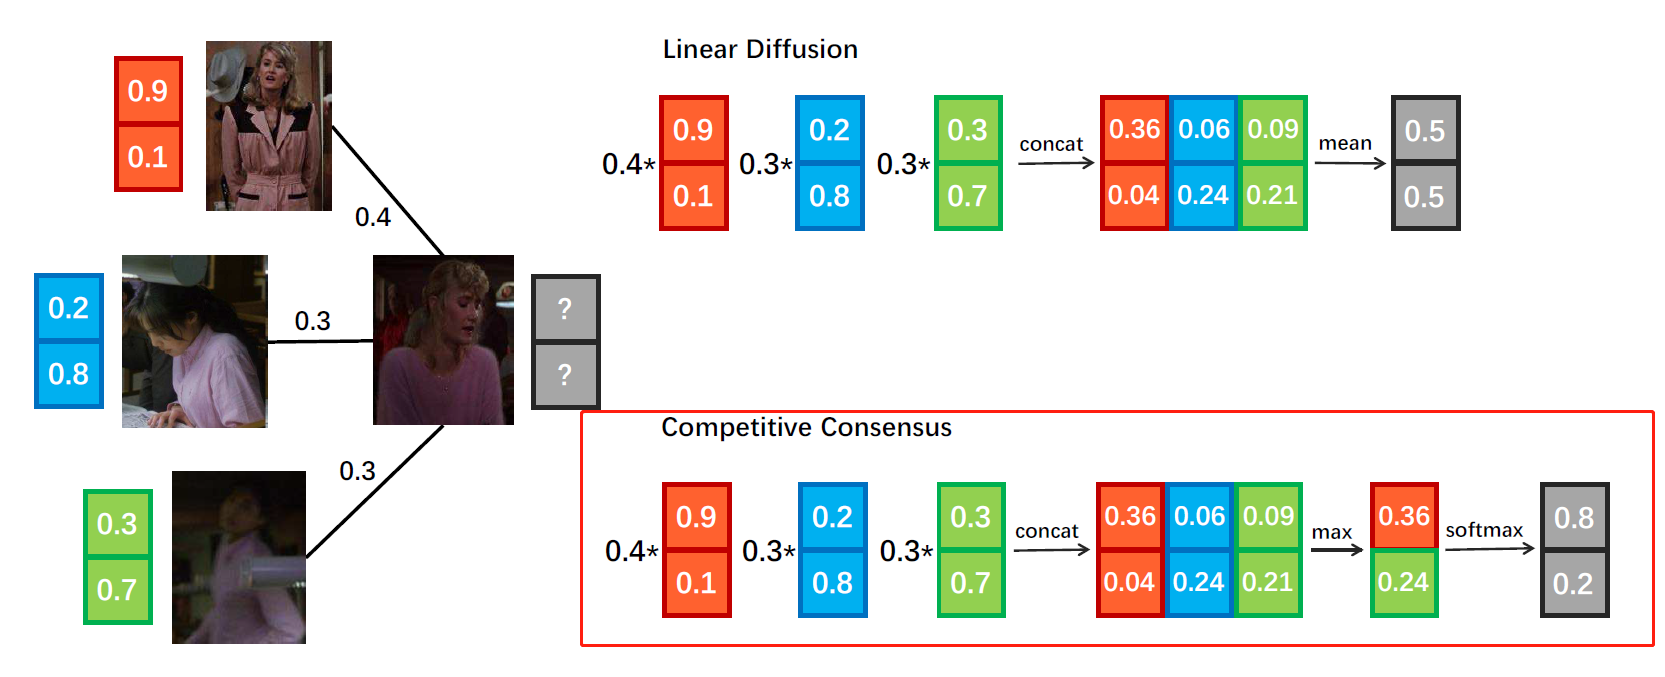 0.9
0.1
0.4
0.2
0.8
0.3
?
?
0.3
0.3
0.7
Linear Diffusion
0.4* 0.9 0.3* 0.2 0.3* 0.3 concat 0.36 0.06 0.09 mean 0.5
0.1 0.8 0.7 0.04 0.24 0.21 0.5
Competitive Consensus
0.4* 0.9 0.3* 0.2 0.3* 0.3 concat 0.36 0.06 0.09 max 0.36 softmax 0.8
0.1 0.8 0.7 0.04 0.24 0.21 0.24 0.2